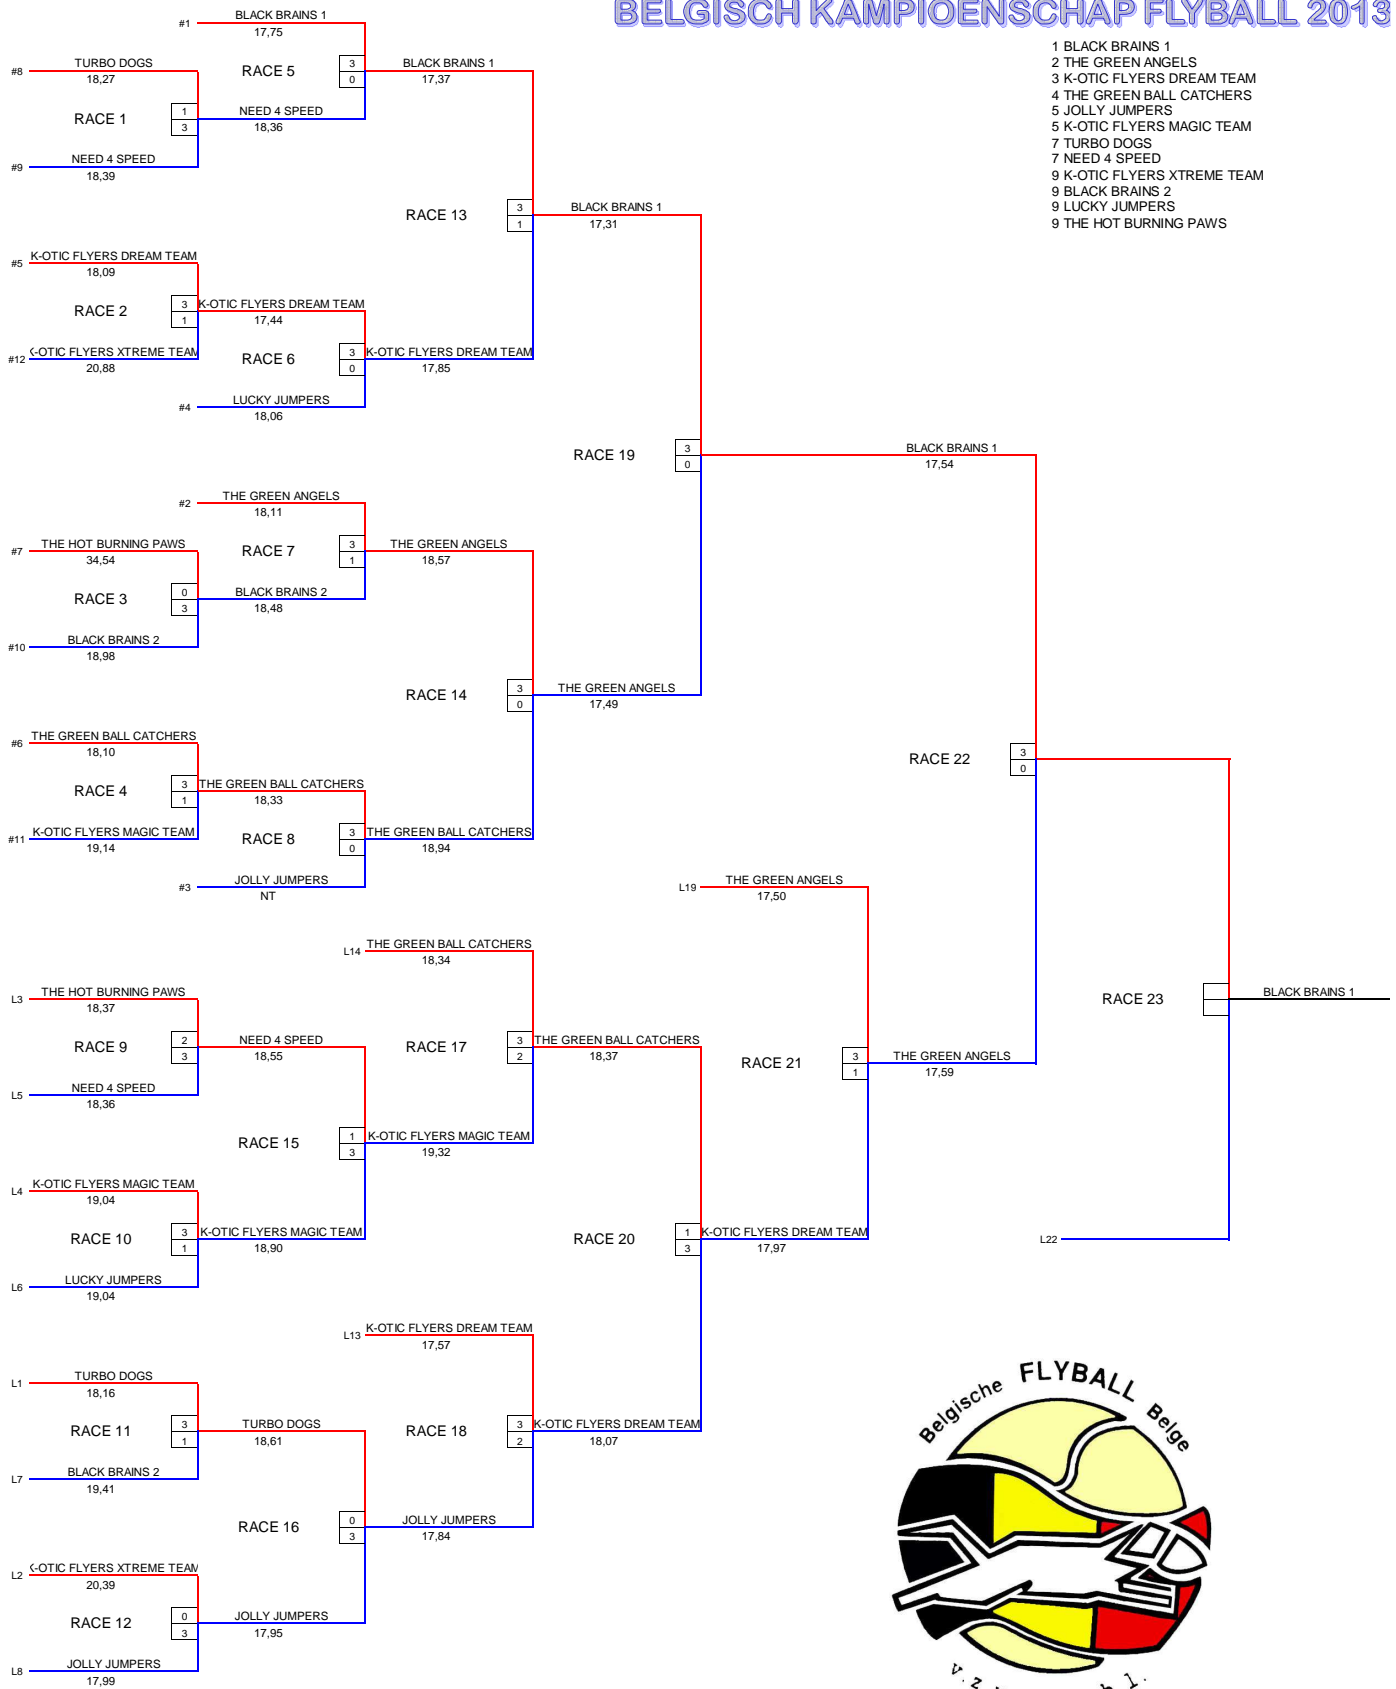 BELGISCH KAMPIOENSCHAP FLYBALL 2013
1 BLACK BRAINS 1
2 THE GREEN ANGELS
3 K-OTIC FLYERS DREAM TEAM
4 THE GREEN BALL CATCHERS
5 JOLLY JUMPERS
5 K-OTIC FLYERS MAGIC TEAM
7 TURBO DOGS
7 NEED 4 SPEED
9 K-OTIC FLYERS XTREME TEAM
9 BLACK BRAINS 2
9 LUCKY JUMPERS
9 THE HOT BURNING PAWS
#1 BLACK BRAINS 1
17,75
#8 TURBO DOGS
18,27
RACE 5 3 0
BLACK BRAINS 1
17,37
RACE 1 1 3
NEED 4 SPEED
18,36
#9 NEED 4 SPEED
18,39
RACE 13 3 1
BLACK BRAINS 1
17,31
#5 K-OTIC FLYERS DREAM TEAM
18,09
RACE 2 3 1
K-OTIC FLYERS DREAM TEAM
17,44
#12 K-OTIC FLYERS XTREME TEAM
20,88
RACE 6 3 0
K-OTIC FLYERS DREAM TEAM
17,85
#4 LUCKY JUMPERS
18,06
RACE 19 3 0
BLACK BRAINS 1
17,54
#2 THE GREEN ANGELS
18,11
#7 THE HOT BURNING PAWS
34,54
RACE 7 3 1
THE GREEN ANGELS
18,57
RACE 3 0 3
BLACK BRAINS 2
18,48
#10 BLACK BRAINS 2
18,98
RACE 14 3 0
THE GREEN ANGELS
17,49
#6 THE GREEN BALL CATCHERS
18,10
RACE 22 3 0
RACE 4 3 1
THE GREEN BALL CATCHERS
18,33
#11 K-OTIC FLYERS MAGIC TEAM
19,14
RACE 8 3 0
THE GREEN BALL CATCHERS
18,94
#3 JOLLY JUMPERS
NT
L19 THE GREEN ANGELS
17,50
L14 THE GREEN BALL CATCHERS
18,34
L3 THE HOT BURNING PAWS
18,37
RACE 23
BLACK BRAINS 1
RACE 9 2 3
NEED 4 SPEED
18,55
RACE 17 3 2
THE GREEN BALL CATCHERS
18,37
RACE 21 3 1
THE GREEN ANGELS
17,59
L5 NEED 4 SPEED
18,36
RACE 15 1 3
K-OTIC FLYERS MAGIC TEAM
19,32
L4 K-OTIC FLYERS MAGIC TEAM
19,04
RACE 10 3 1
K-OTIC FLYERS MAGIC TEAM
18,90
RACE 20 1 3
K-OTIC FLYERS DREAM TEAM
17,97
L22
L6 LUCKY JUMPERS
19,04
L13 K-OTIC FLYERS DREAM TEAM
17,57
L1 TURBO DOGS
18,16
RACE 11 3 1
TURBO DOGS
18,61
RACE 18 3 2
K-OTIC FLYERS DREAM TEAM
18,07
L7 BLACK BRAINS 2
19,41
RACE 16 0 3
JOLLY JUMPERS
17,84
L2 K-OTIC FLYERS XTREME TEAM
20,39
RACE 12 0 3
JOLLY JUMPERS
17,95
L8 JOLLY JUMPERS
17,99
Belgische FLYBALL Belge